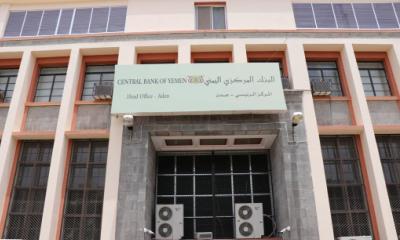 CENTRAL BANK OF YEMEN البنك المركزي اليمني
Head Office - Aden المركز الرئيسي - عدن